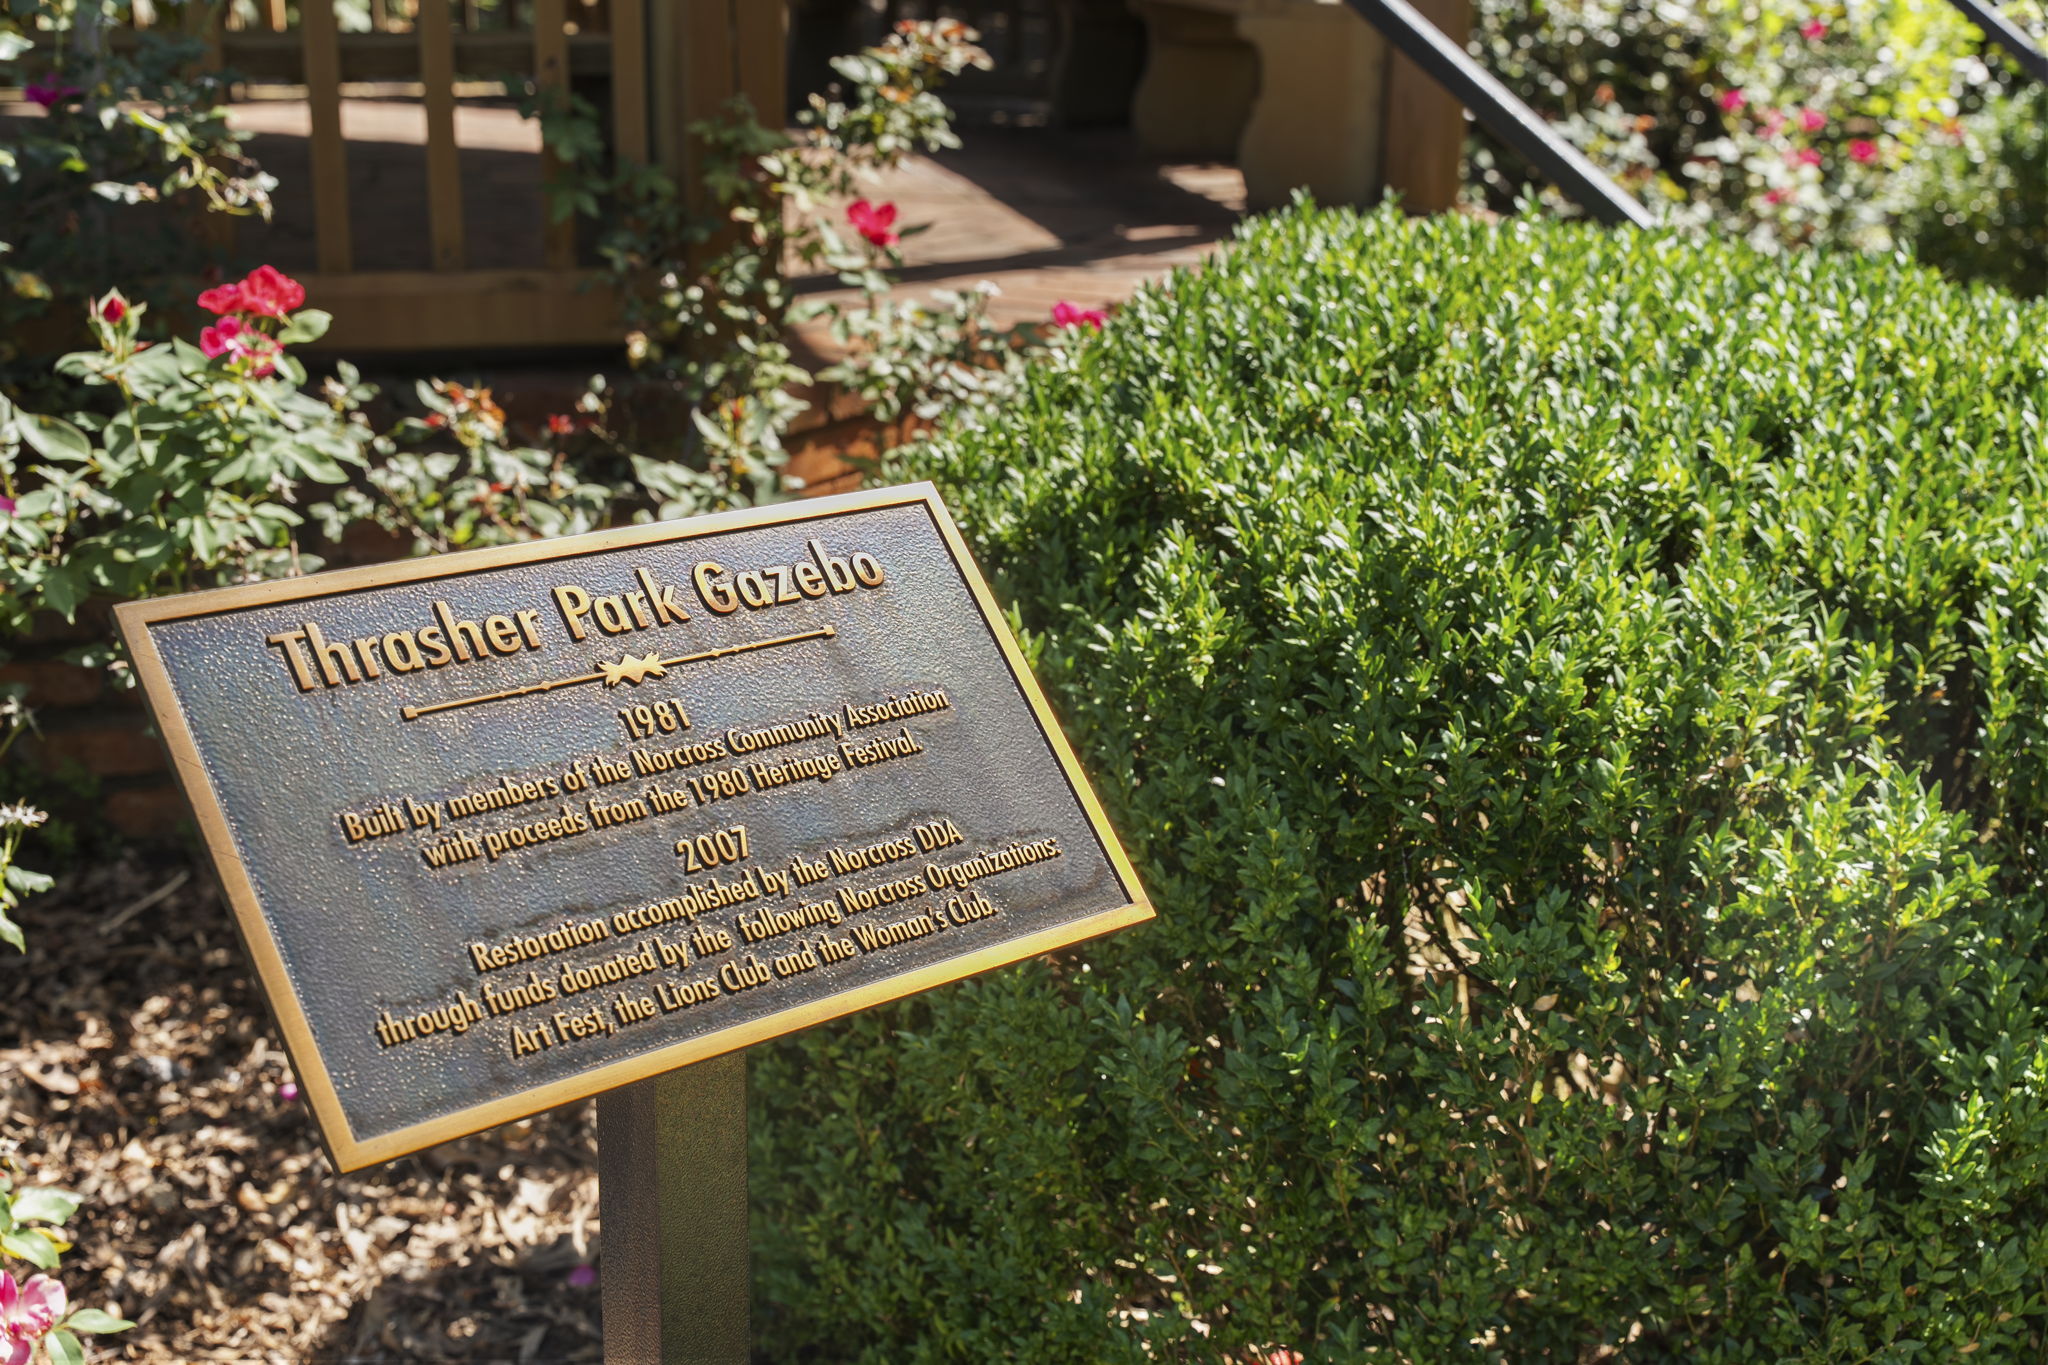 Thrasher Park Gazebo
1981
Built by members of the Norcross Community Association
with proceeds from the 1980 Heritage Festival.
2007
Restoration accomplished by the Norcross DDA
through funds donated by the following Norcross Organizations:
Art Fest, the Lions Club and the Woman's Club.